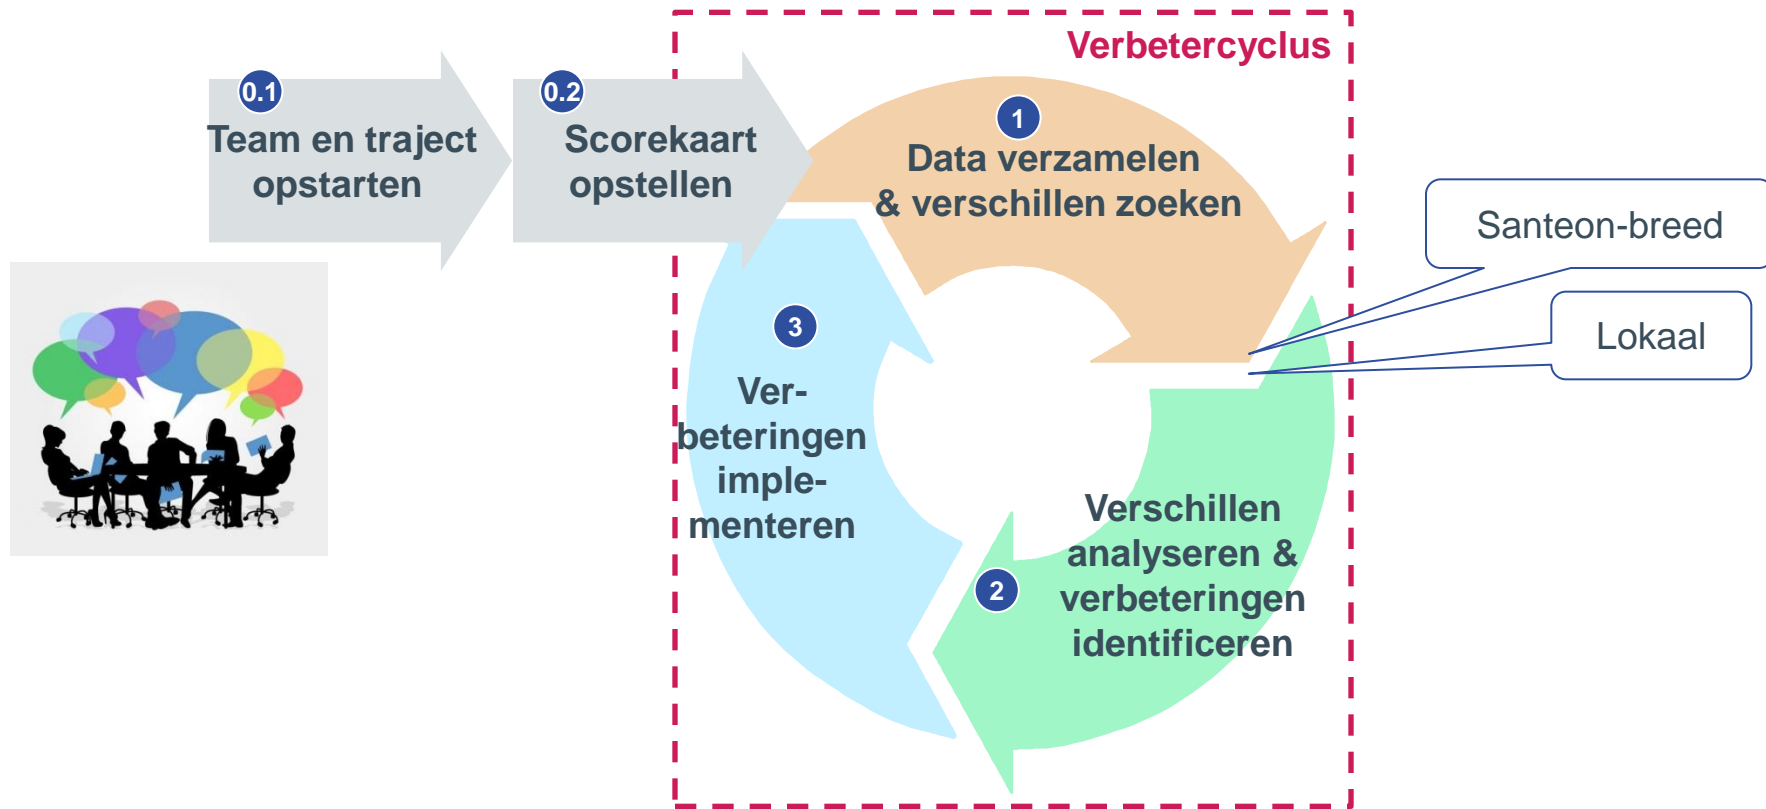 Verbetercyclus
0.1
Team en traject
opstarten
0.2
Scorekaart
opstellen
1
Data verzamelen
& verschillen zoeken
Santeon-breed
Lokaal
2
Verschillen
analyseren &
verbeteringen
identificeren
3
Ver-
beteringen
imple-
menteren